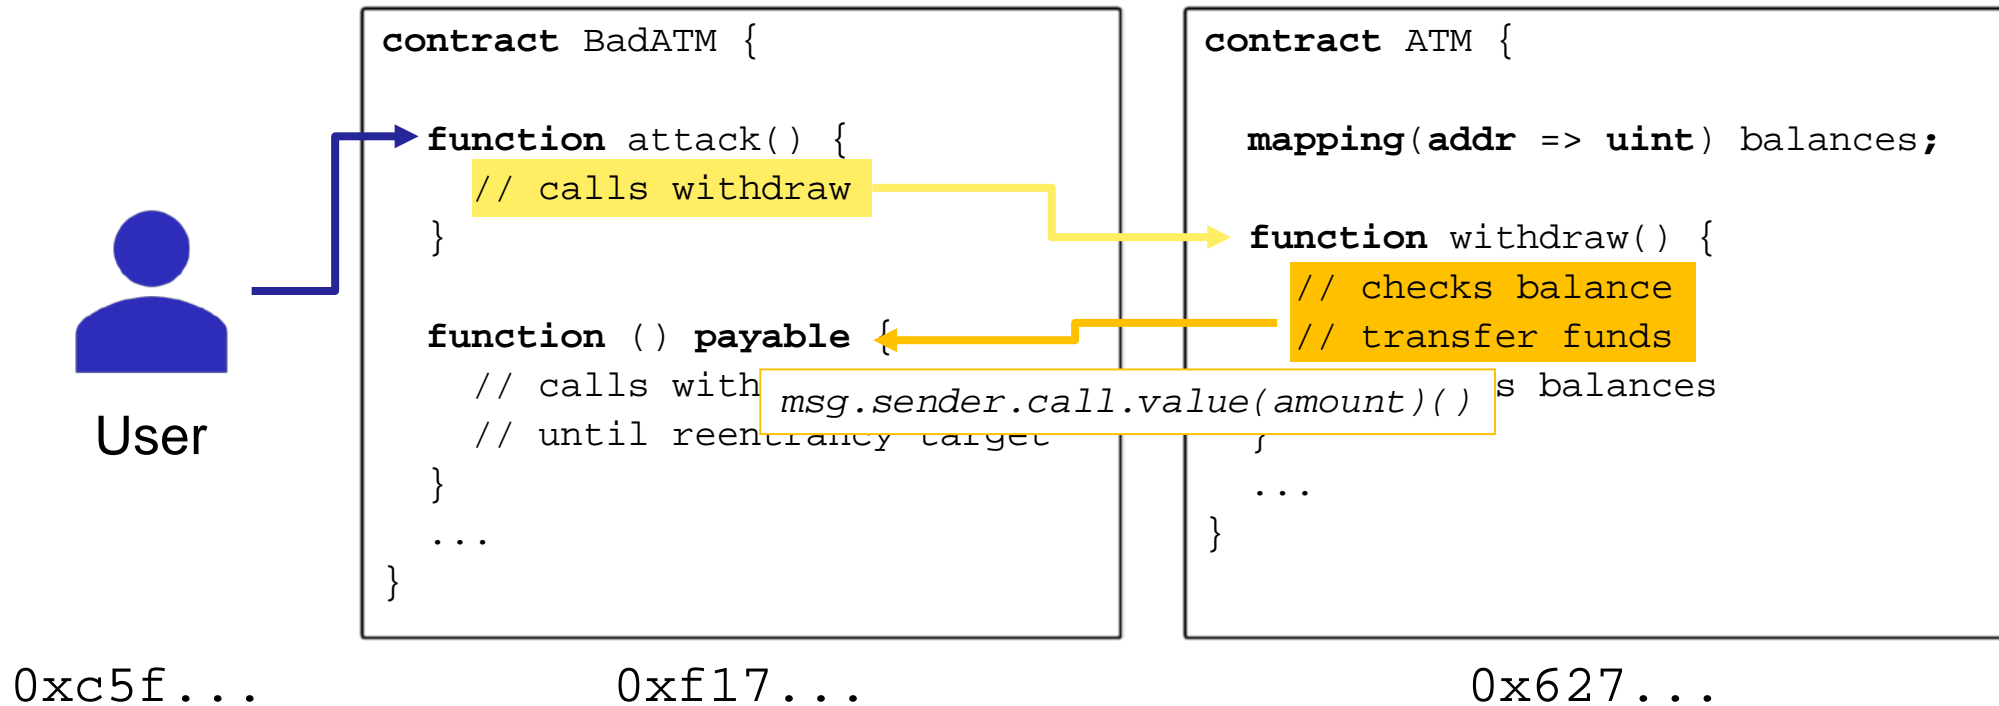 contract BadATM {
function attack() {
// calls withdraw
}
function () payable {
// calls with
// until reentrancy target
}
...
}
contract ATM {
mapping(addr => uint) balances;
function withdraw() {
// checks balance
// transfer funds
s balances
}
...
}
msg.sender.call.value(amount)()
User
0xc5f...
0xf17...
0x627...